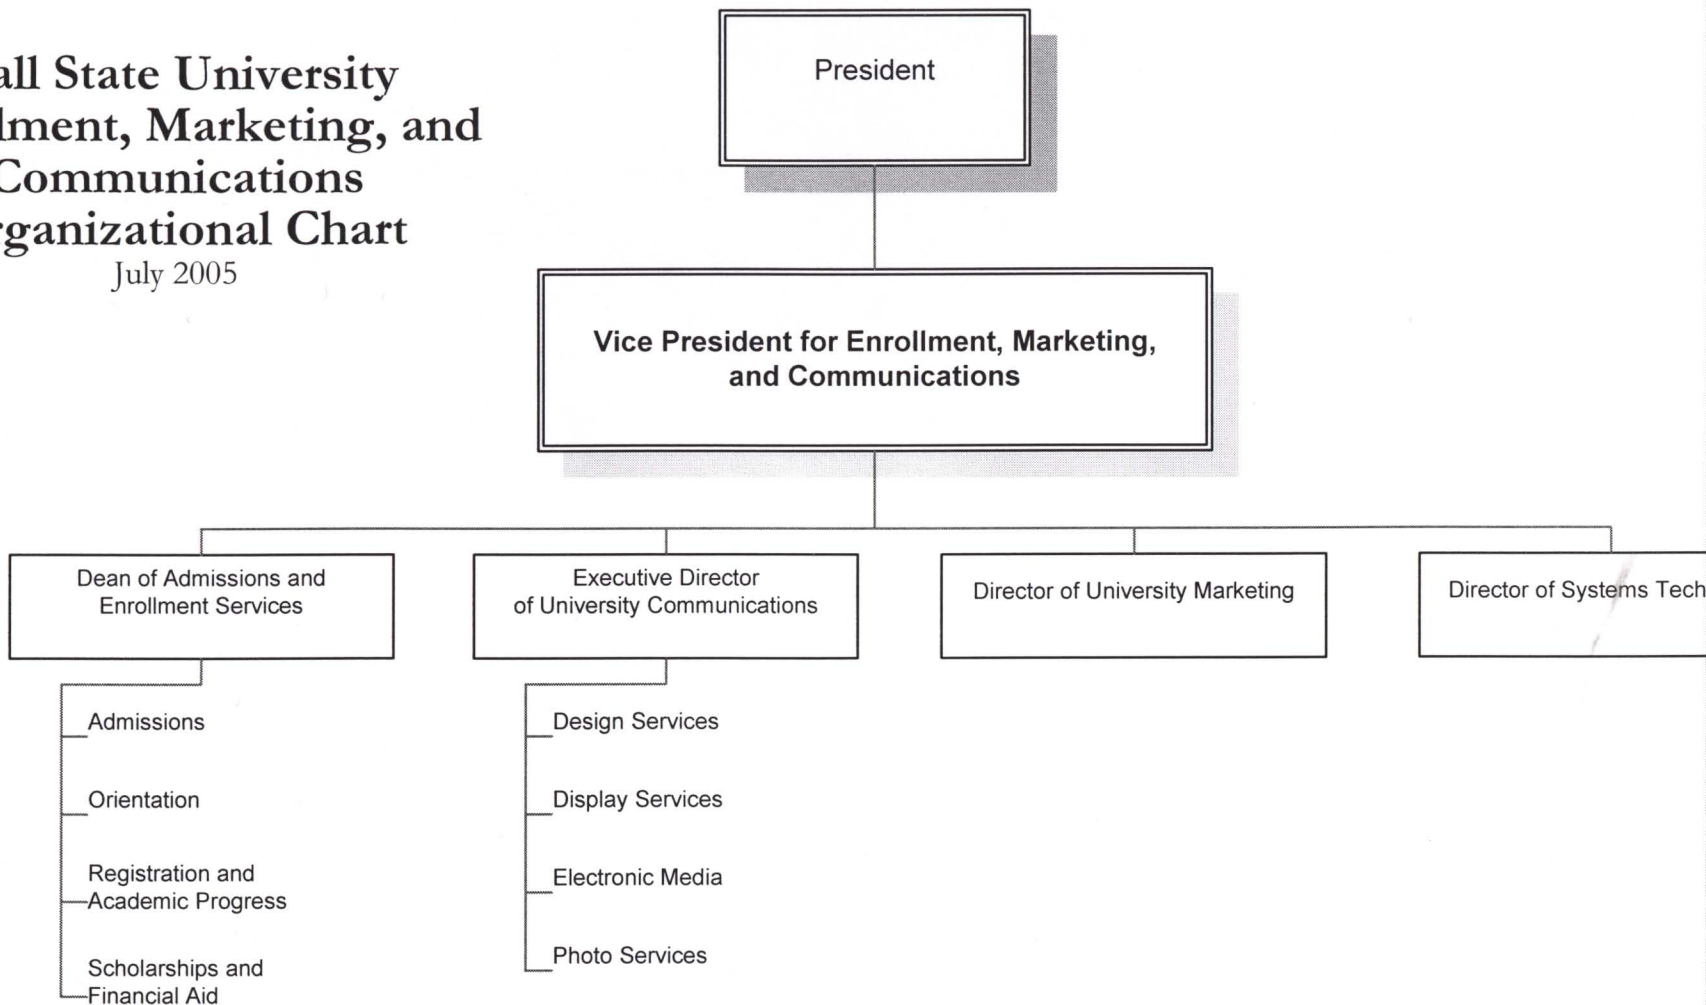 all State University
lment, Marketing, and
Communications
ganizational Chart
July 2005
President
Vice President for Enrollment, Marketing,
and Communications
Dean of Admissions and
Enrollment Services
Executive Director
of University Communications
Director of University Marketing
Director of Systems Tech
Admissions
Orientation
Registration and
Academic Progress
Scholarships and
Financial Aid
Design Services
Display Services
Electronic Media
Photo Services